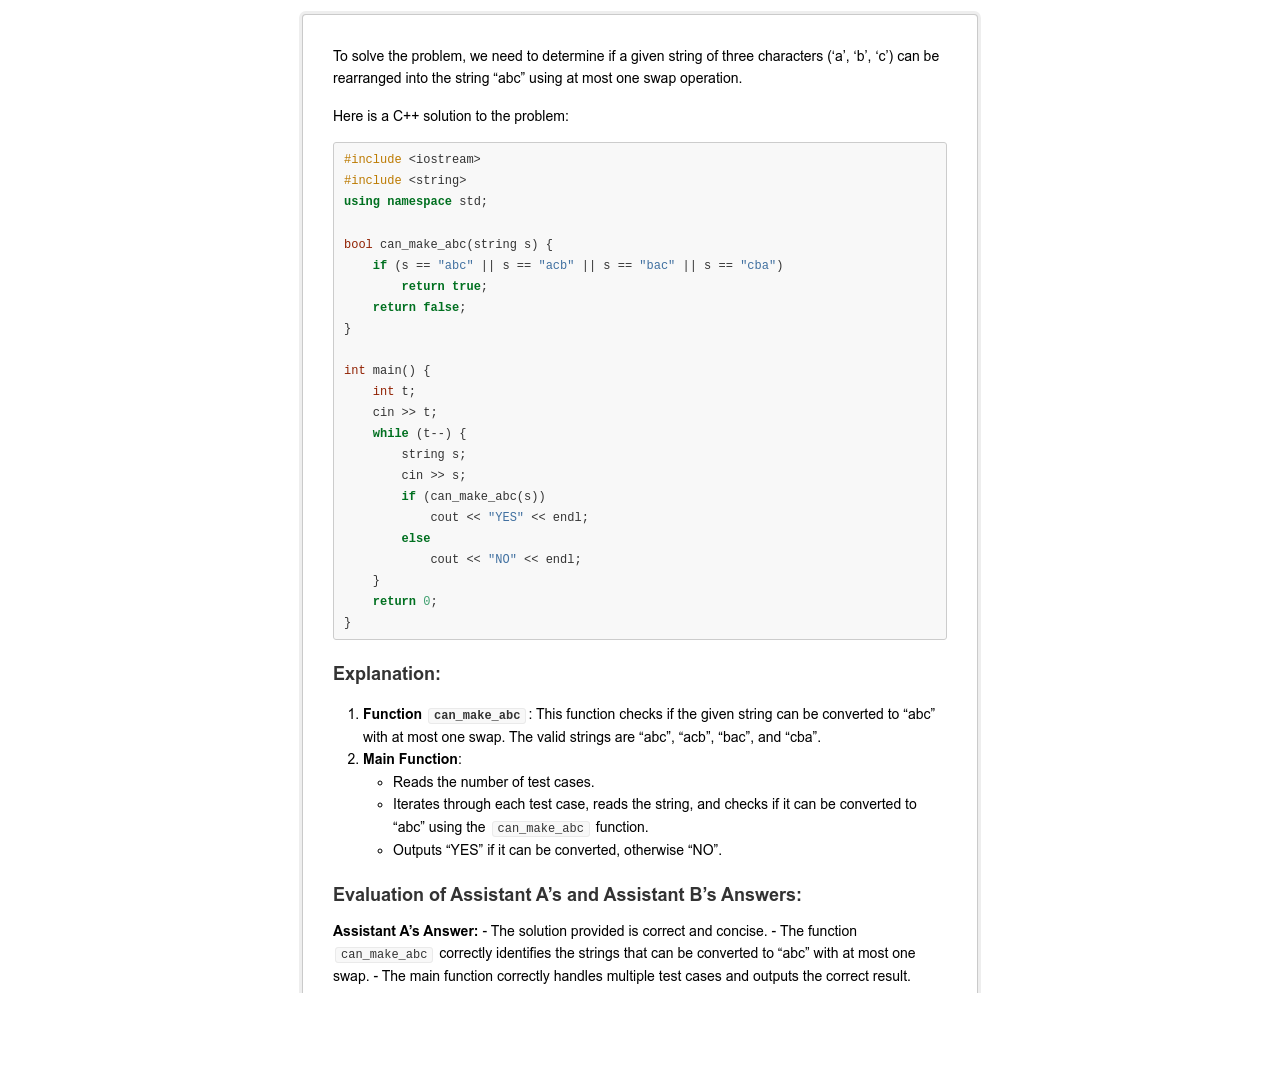 To solve the problem, we need to determine if a given string of three characters (‘a’, ‘b’, ‘c’) can be
rearranged into the string “abc” using at most one swap operation.
Here is a C++ solution to the problem:
#include <iostream>
#include <string>
using namespace std;
bool can_make_abc(string s) {
    if (s == "abc" || s == "acb" || s == "bac" || s == "cba")
        return true;
    return false;
}
int main() {
    int t;
    cin >> t;
    while (t--) {
        string s;
        cin >> s;
        if (can_make_abc(s))
            cout << "YES" << endl;
        else
            cout << "NO" << endl;
    }
    return 0;
}
Explanation:
1. Function can_make_abc : This function checks if the given string can be converted to “abc”
with at most one swap. The valid strings are “abc”, “acb”, “bac”, and “cba”.
2. Main Function:
◦ Reads the number of test cases.
◦ Iterates through each test case, reads the string, and checks if it can be converted to
“abc” using the can_make_abc function.
◦ Outputs “YES” if it can be converted, otherwise “NO”.
Evaluation of Assistant A’s and Assistant B’s Answers:
Assistant A’s Answer: - The solution provided is correct and concise. - The function
can_make_abc correctly identifies the strings that can be converted to “abc” with at most one
swap. - The main function correctly handles multiple test cases and outputs the correct result.